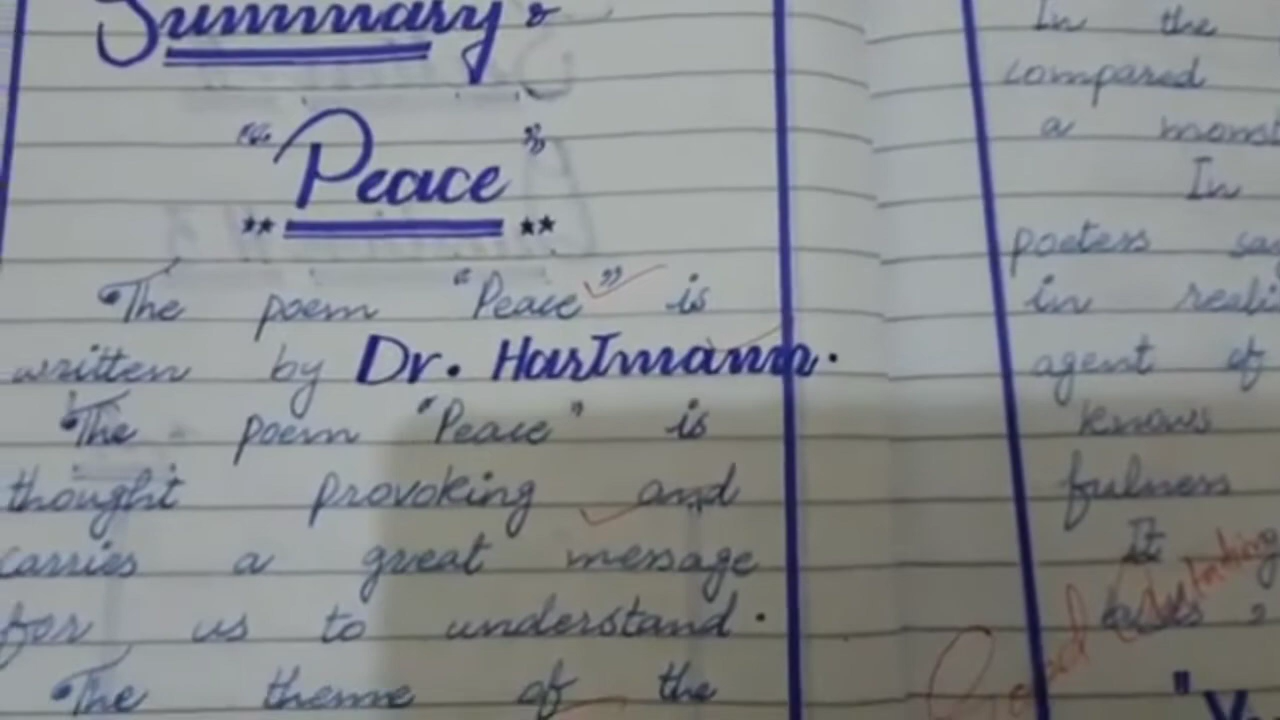 Summary
"Peace"
The poem "Peace" is
written by Dr. Hartmann.
The poem "Peace" is
thought provoking and
carries a great message
for us to understand.
The theme of the
In the
compared
a
In
poetess
in
agent of
knows
fulness
It
Good